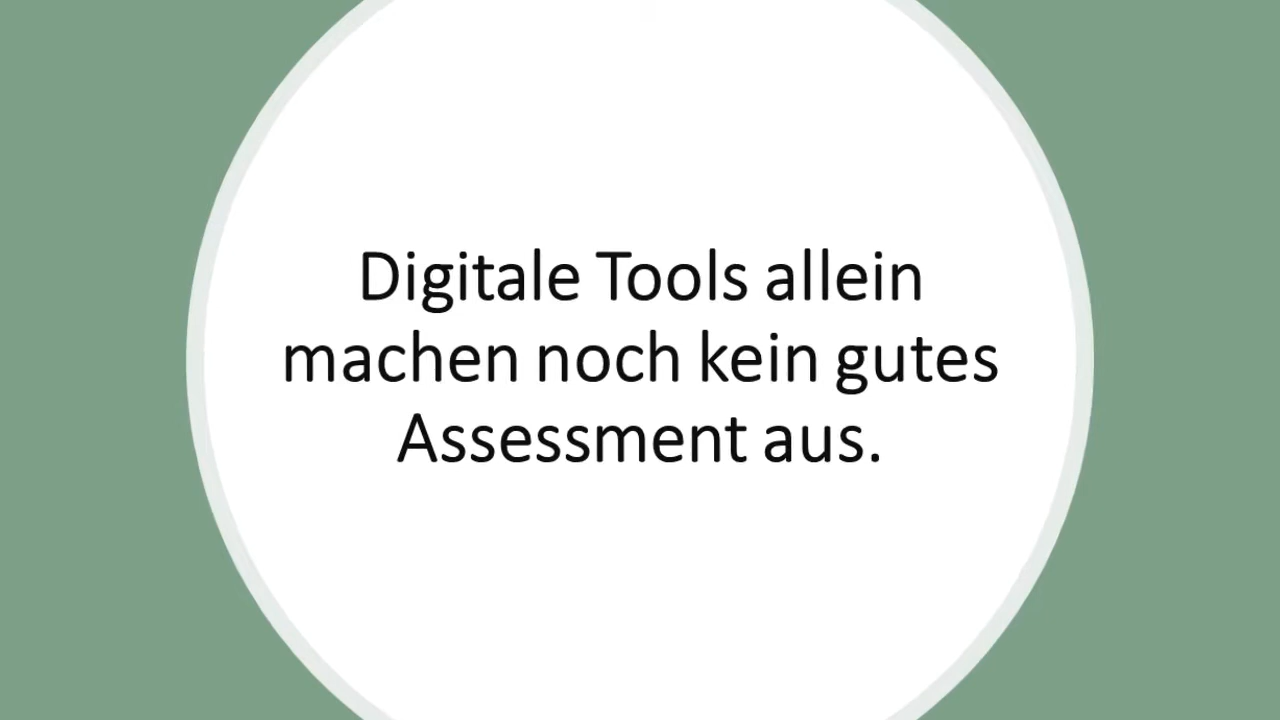 Digitale Tools allein
machen noch kein gutes
Assessment aus.